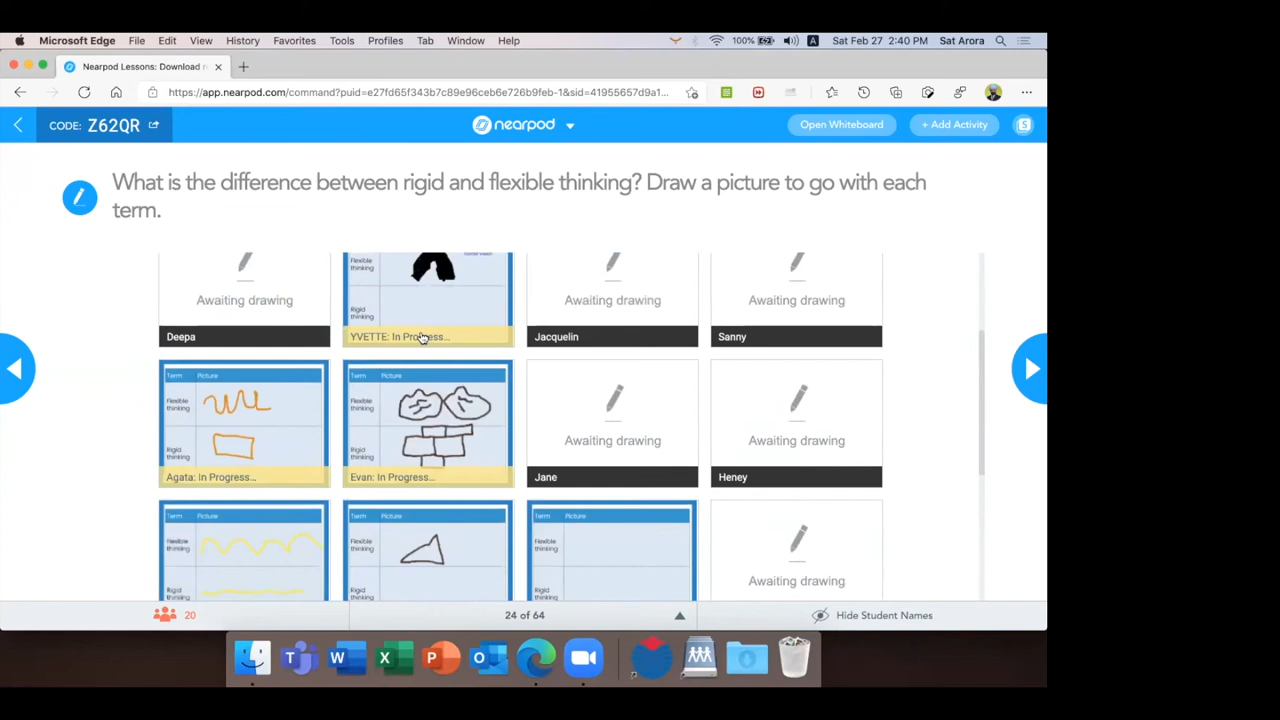 Microsoft Edge File Edit View History Favorites Tools Profiles Tab Window Help 100% A Sat Feb 27 2:40 PM Sat Arora
Nearpod Lessons: Download r
https://app.nearpod.com/command?puid=e27fd65f343b7c89e96ceb6e726b9feb-1&sid=41955657d9a1...
CODE: Z62QR nearpod Open Whiteboard + Add Activity S
What is the difference between rigid and flexible thinking? Draw a picture to go with each
term.
Flexible
thinking
Rigid
thinking
Awaiting drawing Awaiting drawing Awaiting drawing
Deepa YVETTE: In Progress... Jacquelin Sanny
Term Picture Term Picture
Flexible
thinking
Flexible
thinking
Rigid
thinking
Rigid
thinking
Awaiting drawing Awaiting drawing
Agata: In Progress... Evan: In Progress... Jane Heney
Term Picture Term Picture Term Picture
Flexible
thinking
Flexible
thinking
Flexible
thinking
Awaiting drawing
Rigid
thinking
Rigid
thinking
Rigid
thinking
20 24 of 64 Hide Student Names
T W X P O